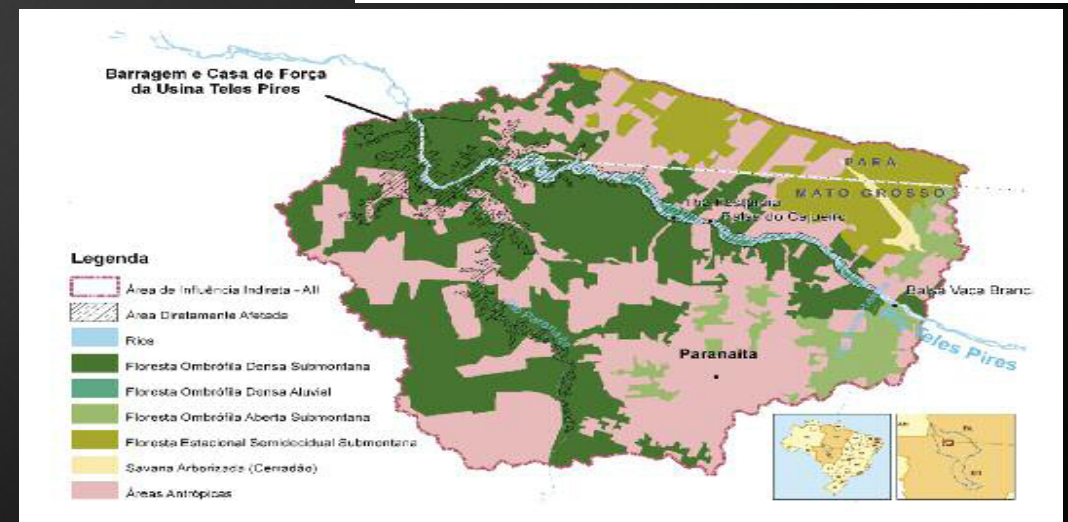 Barragem e Casa de Força
da Usina Teles Pires
PARÁ
MATO GROSSO
Balsa do Cajueiro
Balsa Vaca Branc
Teles Pires
Paranaíta
Legenda
Área de Influência Indireta - AII
Área Diretamente Afetada
Rios
Floresta Ombrófila Densa Submontana
Floresta Ombrófila Densa Aluvial
Floresta Ombrófila Aberta Submontana
Floresta Estacional Semidecidual Submontana
Savana Arborizada (Cerradão)
Áreas Antrópicas